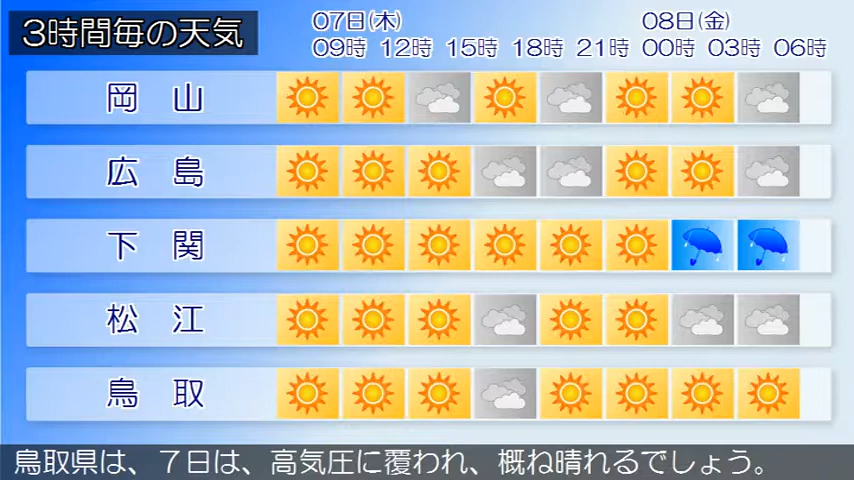 3時間毎の天気
07日(木) 08日(金)
09時 12時 15時 18時 21時 00時 03時 06時
岡山
広島
下関
松江
鳥取
鳥取県は、７日は、高気圧に覆われ、概ね晴れるでしょう。